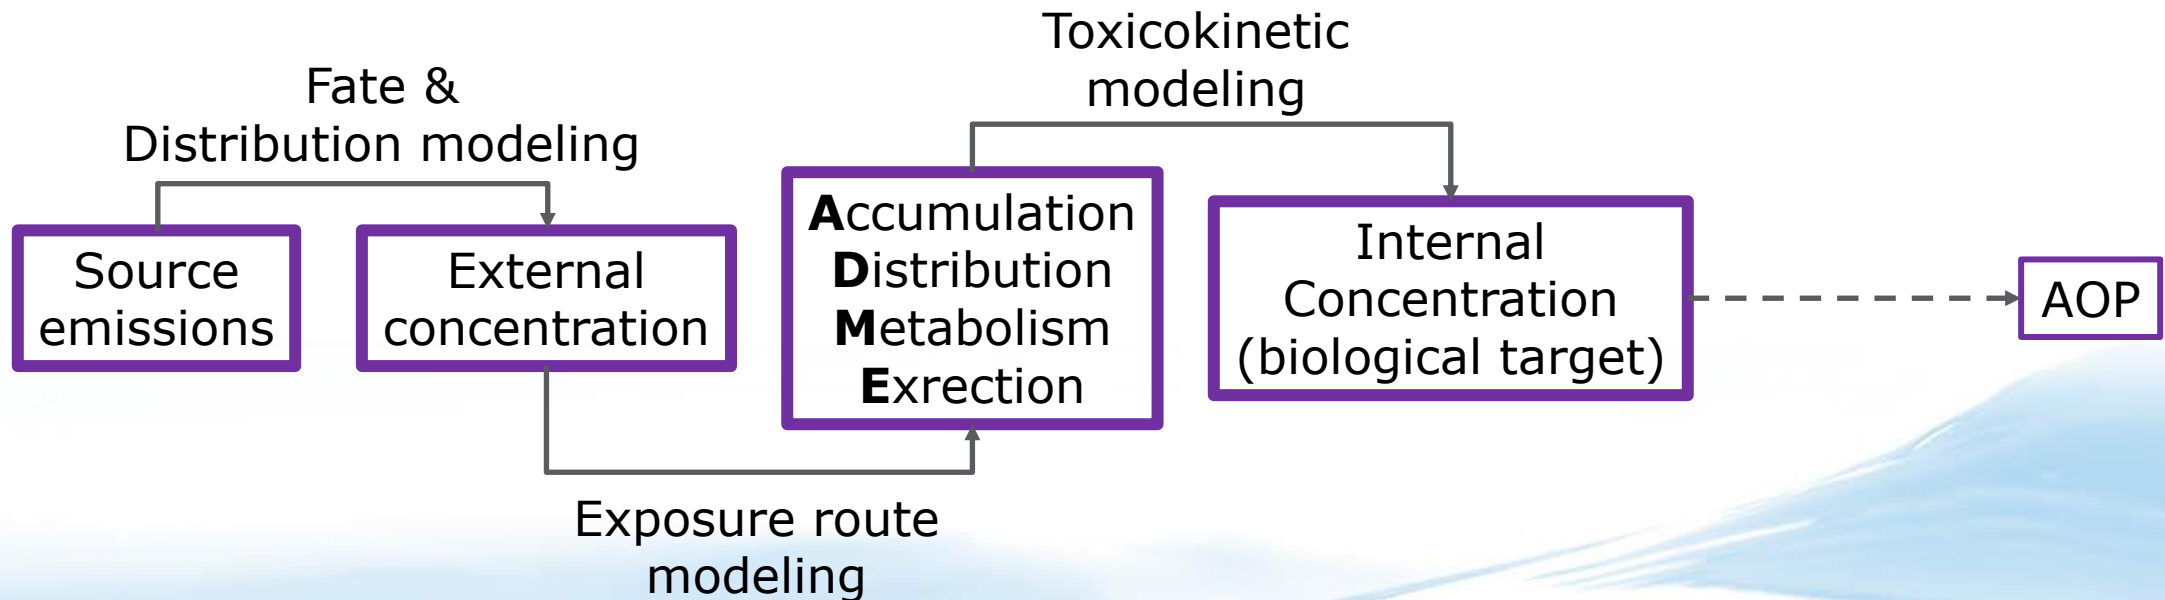 Fate &
Distribution modeling
Toxicokinetic
modeling
Source
emissions
External
concentration
Accumulation
Distribution
Metabolism
Exrection
Internal
Concentration
(biological target)
AOP
Exposure route
modeling